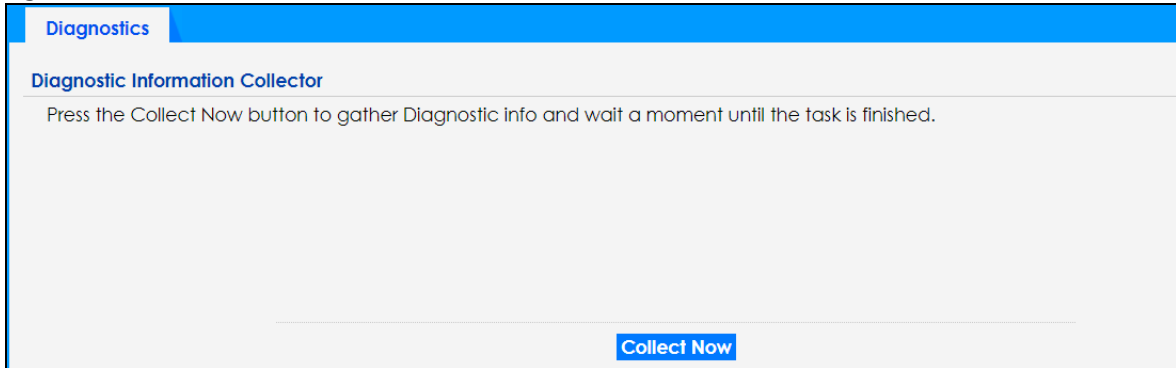 Diagnostics
Diagnostic Information Collector
Press the Collect Now button to gather Diagnostic info and wait a moment until the task is finished.
Collect Now